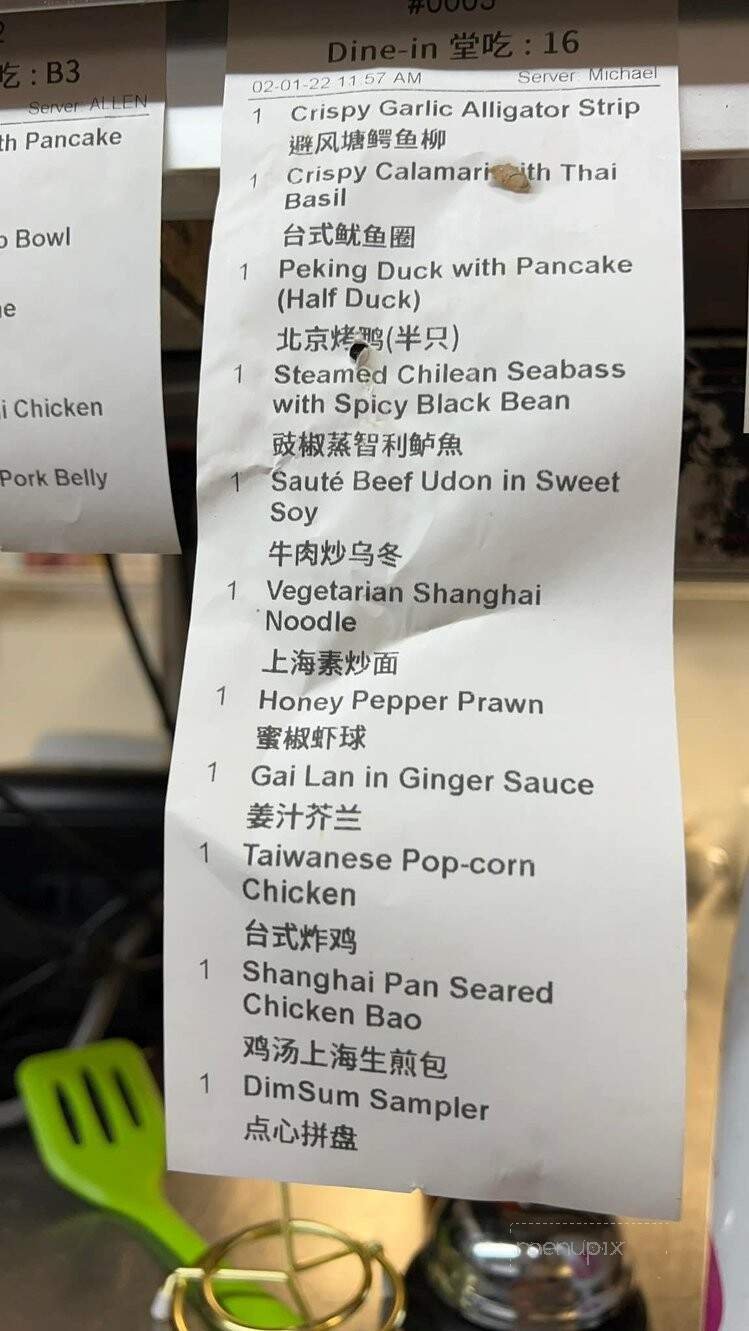 吃 : B3
Server ALLEN
th Pancake
Bowl
i Chicken
Pork Belly
#0005
Dine-in 堂吃 : 16
02-01-22 11:57 AM Server Michael
1 Crispy Garlic Alligator Strip
避风塘鳄鱼柳
1 Crispy Calamari with Thai
Basil
台式鱿鱼圈
1 Peking Duck with Pancake
(Half Duck)
北京烤鸭(半只)
1 Steamed Chilean Seabass
with Spicy Black Bean
豉椒蒸智利鲈魚
1 Sauté Beef Udon in Sweet
Soy
牛肉炒乌冬
1 Vegetarian Shanghai
Noodle
上海素炒面
1 Honey Pepper Prawn
蜜椒虾球
1 Gai Lan in Ginger Sauce
姜汁芥兰
1 Taiwanese Pop-corn
Chicken
台式炸鸡
1 Shanghai Pan Seared
Chicken Bao
鸡汤上海生煎包
1 DimSum Sampler
点心拼盘
menupix